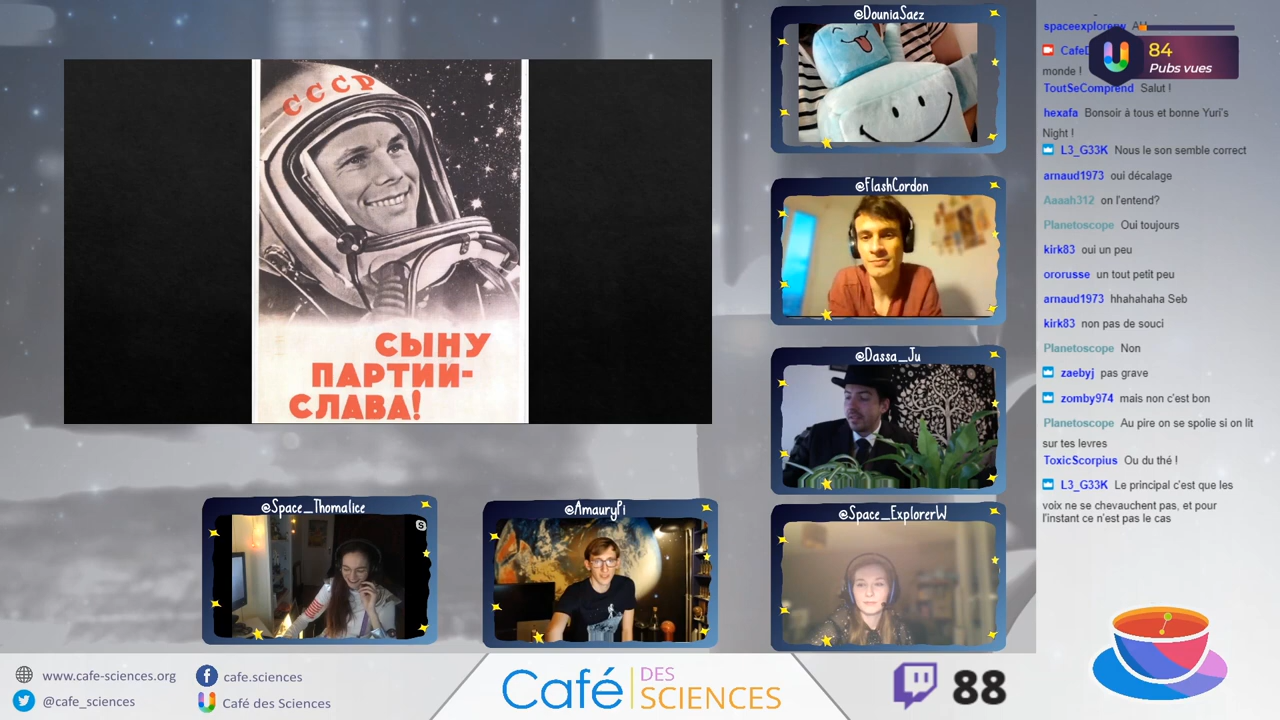 СССР
СЫНУ
ПАРТИИ-
СЛАВА!
@DouniaSaez
@FlashCordon
@Dassa_Ju
@Space_Thomalice
@AmauryPi
@Space_ExplorerW
84
Pubs vues
spaceexplorerw
monde !
ToutSeComprend Salut !
hexafa Bonsoir à tous et bonne Yuri's
Night !
L3_G33K Nous le son semble correct
arnaud1973 oui décalage
Aaaah312 on l'entend?
Planetoscope Oui toujours
kirk83 oui un peu
ororusse un tout petit peu
arnaud1973 hhahahaha Seb
kirk83 non pas de souci
Planetoscope Non
zaebyj pas grave
zomby974 mais non c'est bon
Planetoscope Au pire on se spolie si on lit
sur tes levres
ToxicScorpius Ou du thé !
L3_G33K Le principal c'est que les
voix ne se chevauchent pas, et pour
l'instant ce n'est pas le cas
www.cafe-sciences.org
cafe.sciences
@cafe_sciences
Café des Sciences
Café DES
SCIENCES
88